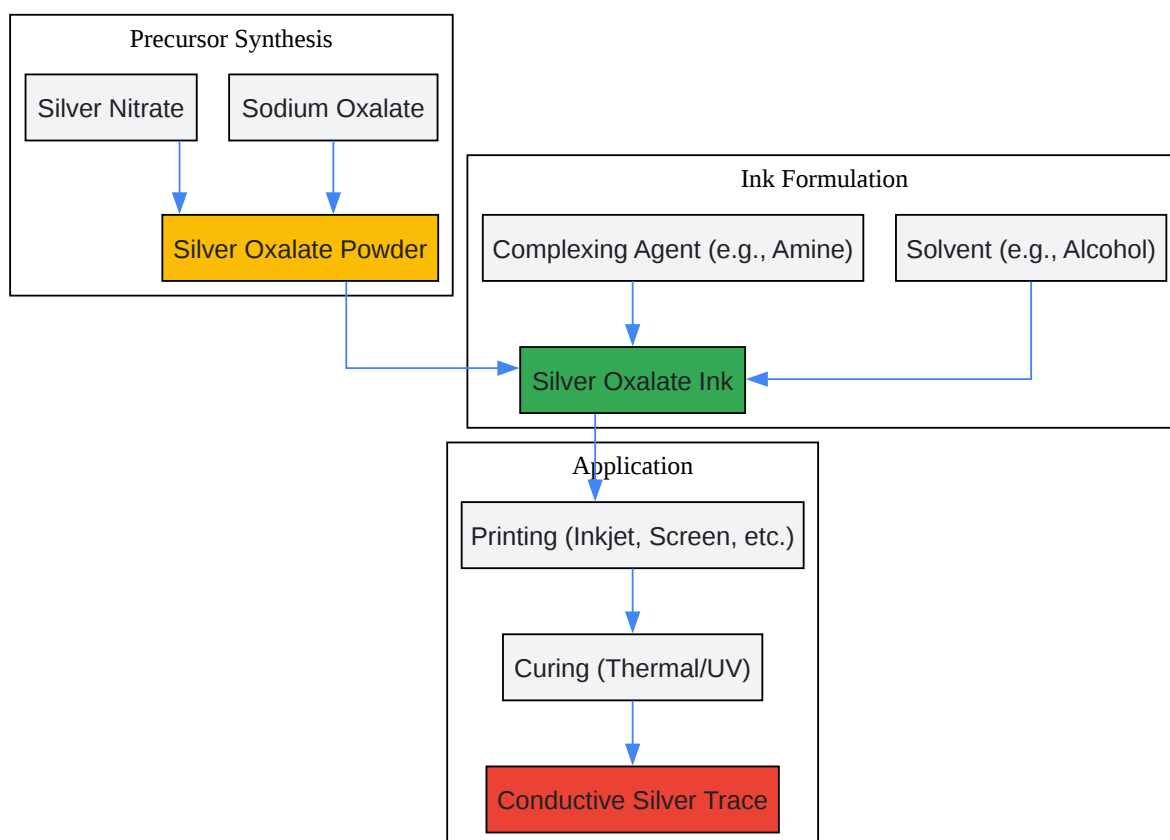 Precursor Synthesis
Silver Nitrate
Sodium Oxalate
Silver Oxalate Powder
Ink Formulation
Complexing Agent (e.g., Amine)
Solvent (e.g., Alcohol)
Silver Oxalate Ink
Application
Printing (Inkjet, Screen, etc.)
Curing (Thermal/UV)
Conductive Silver Trace